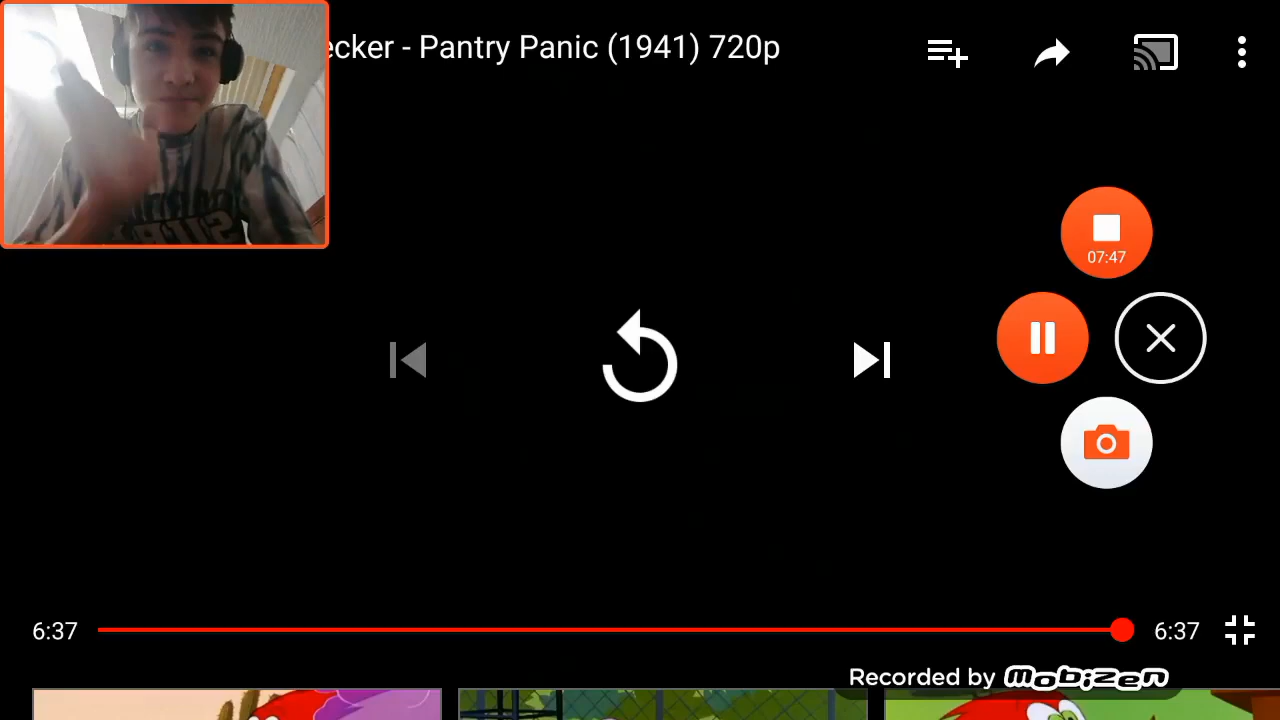 ecker - Pantry Panic (1941) 720p
07:47
6:37
6:37
Recorded by mobizen